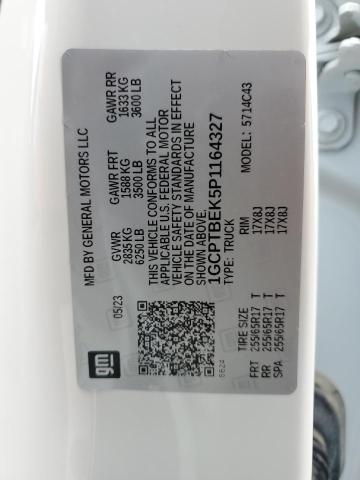 gm
MFD BY GENERAL MOTORS LLC
05/23
GVWR GAWR FRT GAWR RR
2835 KG 1588 KG 1633 KG
6250 LB 3500 LB 3600 LB
THIS VEHICLE CONFORMS TO ALL
APPLICABLE U.S. FEDERAL MOTOR
VEHICLE SAFETY STANDARDS IN EFFECT
ON THE DATE OF MANUFACTURE
1GCPTBEK5P1164327
TYPE: TRUCK MODEL: 5714C43
5624
TIRE SIZE RIM
FRT 255/65R17 T 17X8J
RR 255/65R17 T 17X8J
SPA 255/65R17 T 17X8J